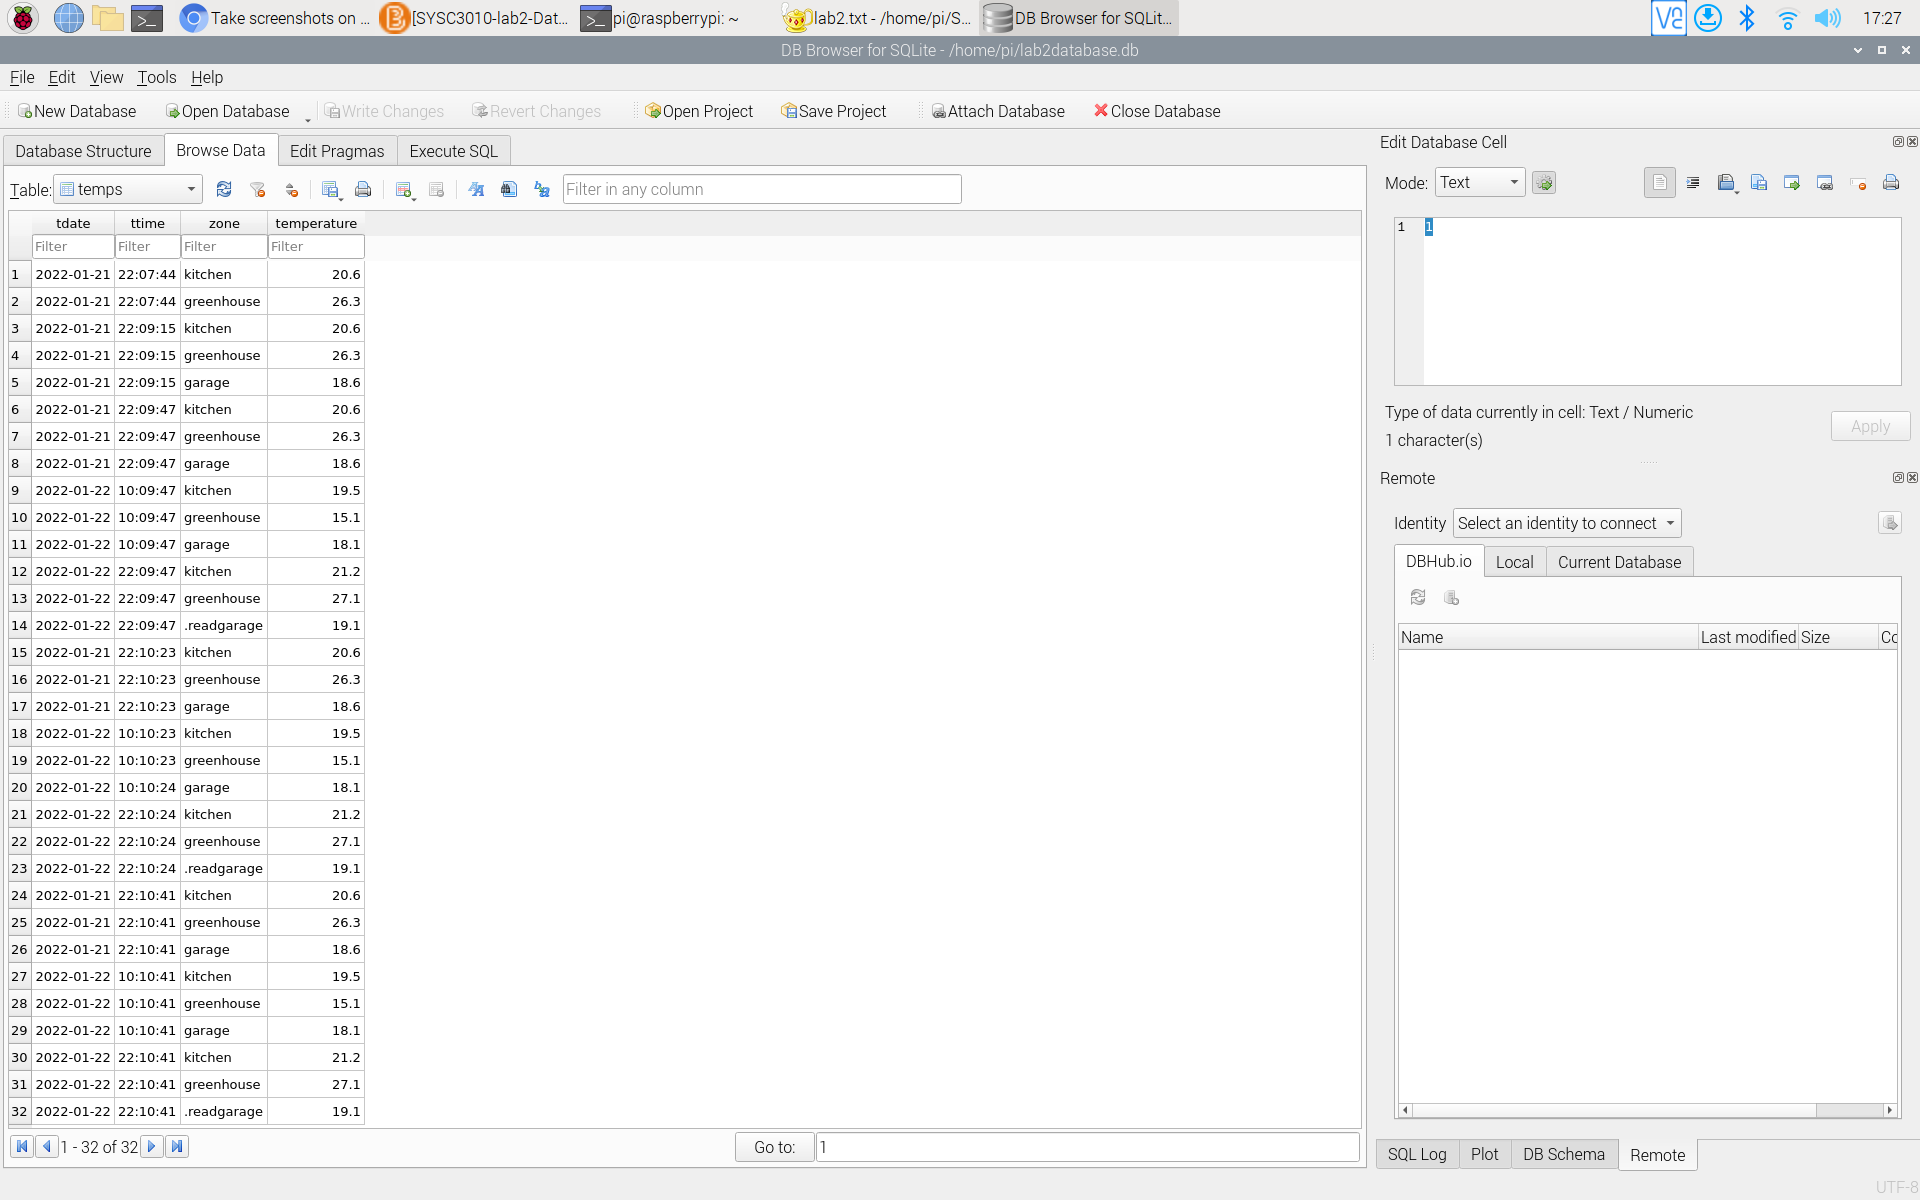 Take screenshots on ... [SYSC3010-lab2-Dat... pi@raspberrypi: ~ lab2.txt - /home/pi/S... DB Browser for SQLit... 17:27
DB Browser for SQLite - /home/pi/lab2database.db
File Edit View Tools Help
New Database Open Database Write Changes Revert Changes Open Project Save Project Attach Database Close Database
Database Structure Browse Data Edit Pragmas Execute SQL
Table: temps Filter in any column
tdate ttime zone temperature
Filter Filter Filter Filter
1 2022-01-21 22:07:44 kitchen 20.6
2 2022-01-21 22:07:44 greenhouse 26.3
3 2022-01-21 22:09:15 kitchen 20.6
4 2022-01-21 22:09:15 greenhouse 26.3
5 2022-01-21 22:09:15 garage 18.6
6 2022-01-21 22:09:47 kitchen 20.6
7 2022-01-21 22:09:47 greenhouse 26.3
8 2022-01-21 22:09:47 garage 18.6
9 2022-01-22 10:09:47 kitchen 19.5
10 2022-01-22 10:09:47 greenhouse 15.1
11 2022-01-22 10:09:47 garage 18.1
12 2022-01-22 22:09:47 kitchen 21.2
13 2022-01-22 22:09:47 greenhouse 27.1
14 2022-01-22 22:09:47 .readgarage 19.1
15 2022-01-21 22:10:23 kitchen 20.6
16 2022-01-21 22:10:23 greenhouse 26.3
17 2022-01-21 22:10:23 garage 18.6
18 2022-01-22 10:10:23 kitchen 19.5
19 2022-01-22 10:10:23 greenhouse 15.1
20 2022-01-22 10:10:24 garage 18.1
21 2022-01-22 22:10:24 kitchen 21.2
22 2022-01-22 22:10:24 greenhouse 27.1
23 2022-01-22 22:10:24 .readgarage 19.1
24 2022-01-21 22:10:41 kitchen 20.6
25 2022-01-21 22:10:41 greenhouse 26.3
26 2022-01-21 22:10:41 garage 18.6
27 2022-01-22 10:10:41 kitchen 19.5
28 2022-01-22 10:10:41 greenhouse 15.1
29 2022-01-22 10:10:41 garage 18.1
30 2022-01-22 22:10:41 kitchen 21.2
31 2022-01-22 22:10:41 greenhouse 27.1
32 2022-01-22 22:10:41 .readgarage 19.1
1 - 32 of 32 Go to: 1
Edit Database Cell
Mode: Text
1 1
Type of data currently in cell: Text / Numeric
1 character(s)
Apply
Remote
Identity Select an identity to connect
DBHub.io Local Current Database
Name Last modified Size Co
SQL Log Plot DB Schema Remote
UTF-8